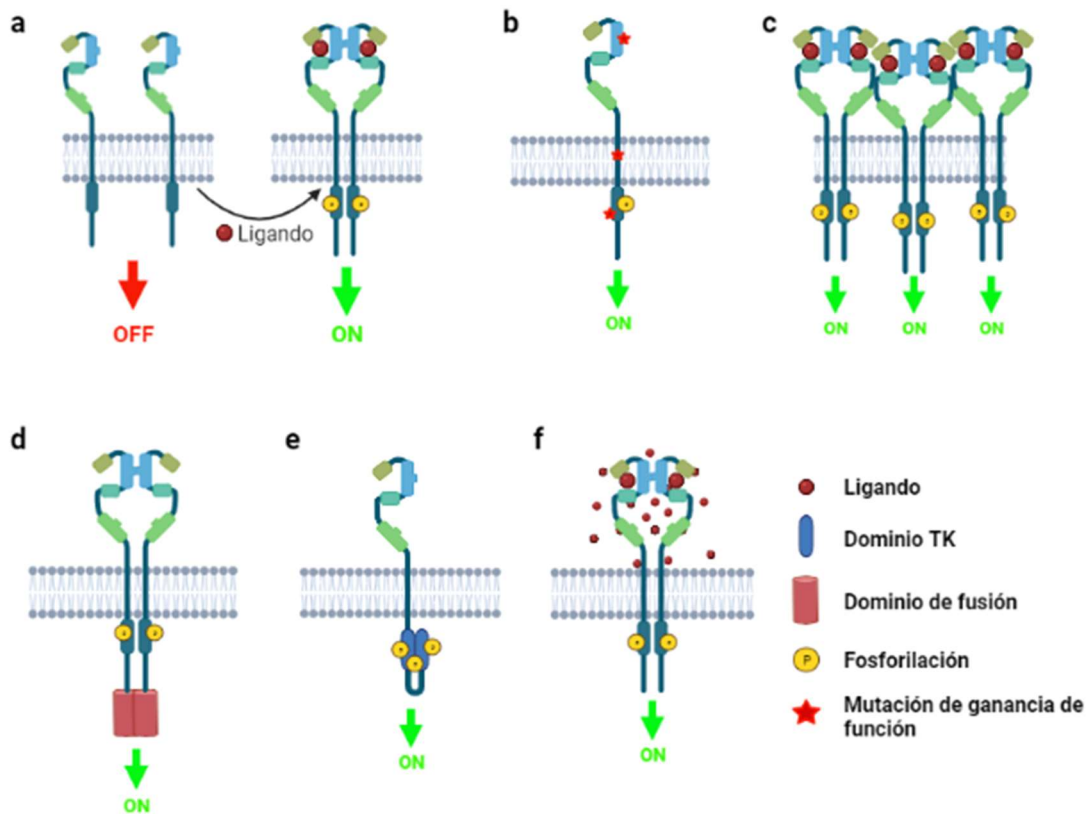 a
b
c
Ligando
OFF
ON
ON
ON
ON
ON
d
e
f
Ligando
Dominio TK
Dominio de fusión
P
Fosforilación
Mutación de ganancia de
función
ON
ON
ON